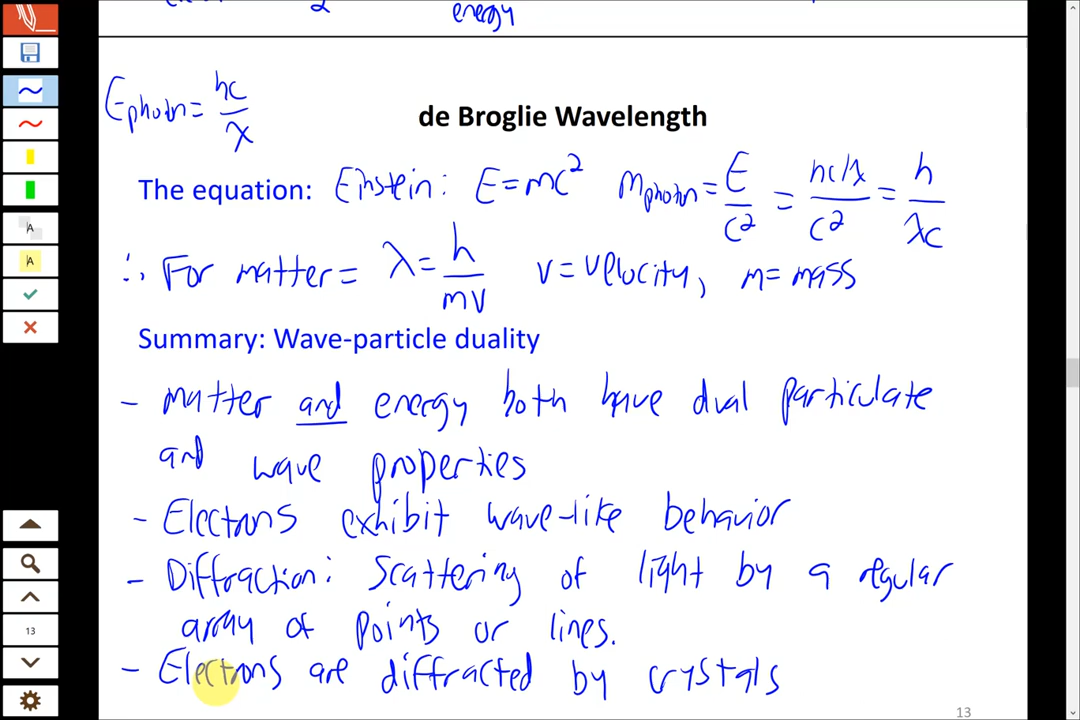 energy
2
E photon = hc/λ
de Broglie Wavelength
The equation: Einstein: E=mc² m photon = E/c² = hc/λ/c² = h/λc
∴ For matter = λ = h/mv v = velocity, m = mass
Summary: Wave-particle duality
- matter and energy both have dual particulate
and wave properties
- Electrons exhibit wave-like behavior
- Diffraction: Scattering of light by a regular
array of points or lines.
- Electrons are diffracted by crystals
13
13